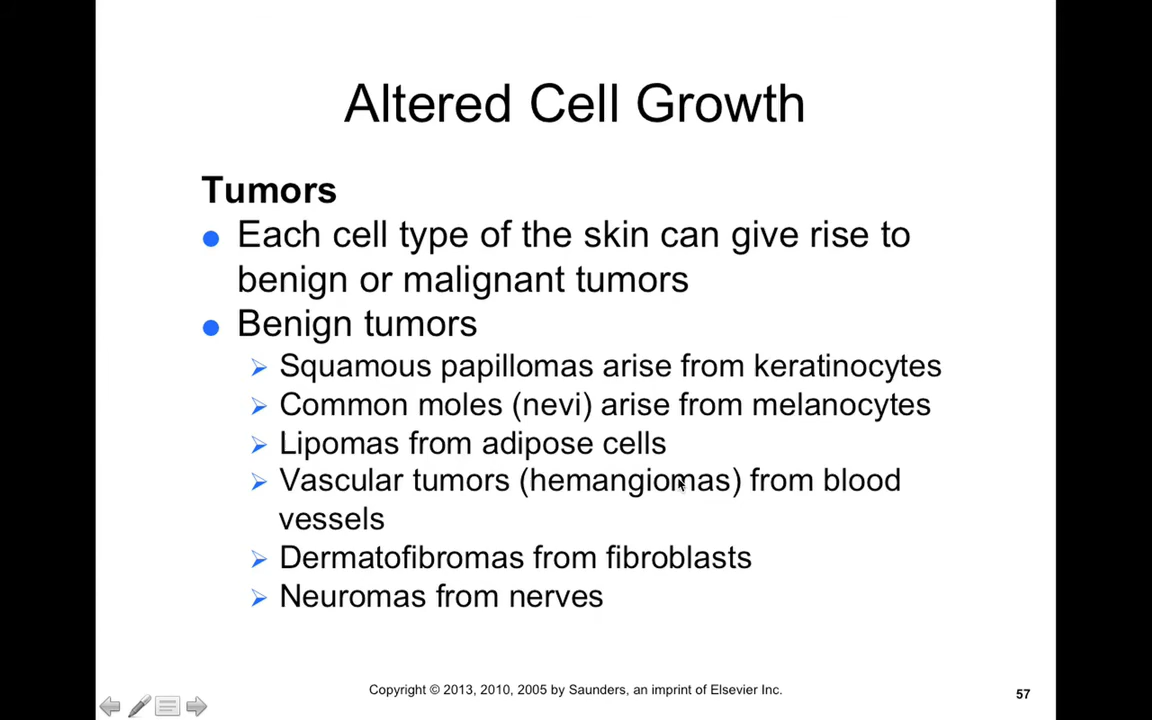 Altered Cell Growth
Tumors
Each cell type of the skin can give rise to
benign or malignant tumors
Benign tumors
Squamous papillomas arise from keratinocytes
Common moles (nevi) arise from melanocytes
Lipomas from adipose cells
Vascular tumors (hemangiomas) from blood
vessels
Dermatofibromas from fibroblasts
Neuromas from nerves
Copyright © 2013, 2010, 2005 by Saunders, an imprint of Elsevier Inc.
57